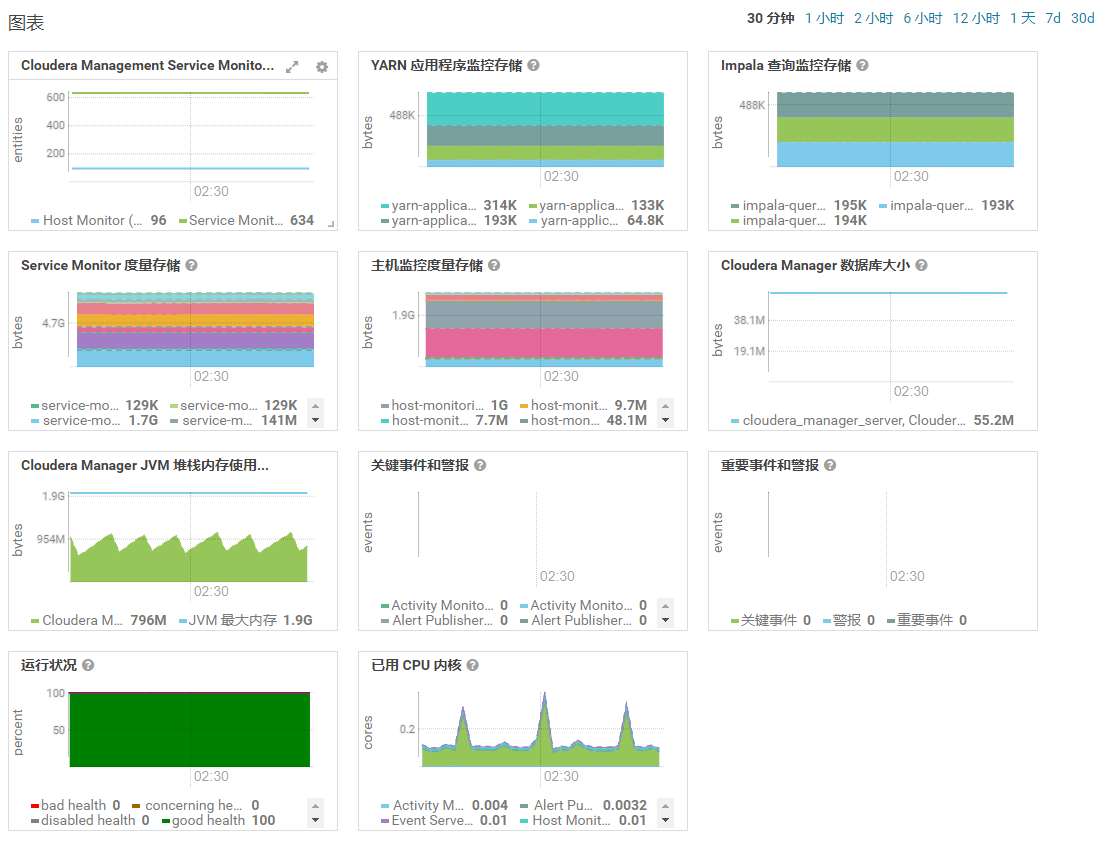 图表
30 分钟 1 小时 2 小时 6 小时 12 小时 1 天 7d 30d
Cloudera Management Service Monito...
entities
600
400
200
02:30
Host Monitor (... 96 Service Monit... 634
YARN 应用程序监控存储
bytes
488K
02:30
yarn-applica... 314K yarn-applica... 133K
yarn-applica... 193K yarn-applic... 64.8K
Impala 查询监控存储
bytes
488K
02:30
impala-quer... 195K impala-quer... 193K
impala-quer... 194K
Service Monitor 度量存储
bytes
4.7G
02:30
service-mo... 129K service-mo... 129K
service-mo... 1.7G service-m... 141M
主机监控度量存储
bytes
1.9G
02:30
host-monitori... 1G host-monit... 9.7M
host-monit... 7.7M host-mon... 48.1M
Cloudera Manager 数据库大小
bytes
38.1M
19.1M
02:30
cloudera_manager_server, Clouder... 55.2M
Cloudera Manager JVM 堆栈内存使用...
bytes
1.9G
954M
02:30
Cloudera M... 796M JVM 最大内存 1.9G
关键事件和警报
events
02:30
Activity Monito... 0 Activity Monito... 0
Alert Publisher... 0 Alert Publisher... 0
重要事件和警报
events
02:30
关键事件 0 警报 0 重要事件 0
运行状况
percent
100
50
02:30
bad health 0 concerning he... 0
disabled health 0 good health 100
已用 CPU 内核
cores
0.2
02:30
Activity M... 0.004 Alert Pu... 0.0032
Event Serve... 0.01 Host Monit... 0.01